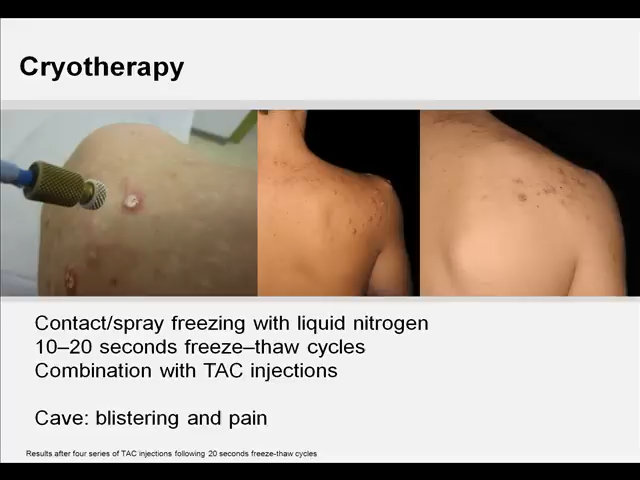 Cryotherapy
Contact/spray freezing with liquid nitrogen
10–20 seconds freeze–thaw cycles
Combination with TAC injections
Cave: blistering and pain
Results after four series of TAC injections following 20 seconds freeze-thaw cycles